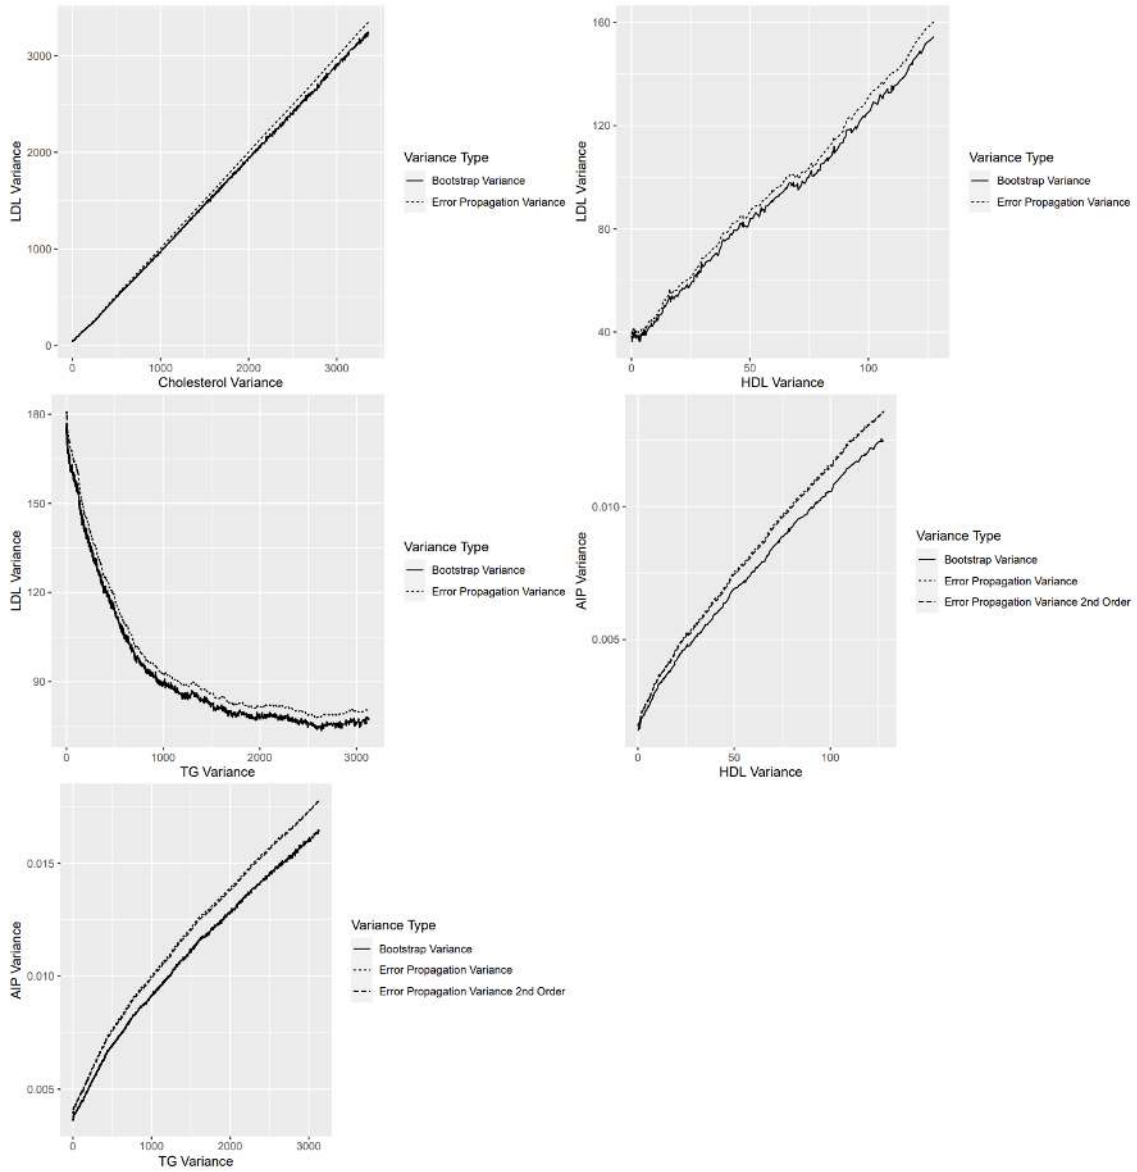 3000
2000
1000
0
LDL Variance
0 1000 2000 3000
Cholesterol Variance
Variance Type
Bootstrap Variance
Error Propagation Variance
160
120
80
40
LDL Variance
0 50 100
HDL Variance
Variance Type
Bootstrap Variance
Error Propagation Variance
180
150
120
90
LDL Variance
0 1000 2000 3000
TG Variance
Variance Type
Bootstrap Variance
Error Propagation Variance
0.010
0.005
AIP Variance
0 50 100
HDL Variance
Variance Type
Bootstrap Variance
Error Propagation Variance
Error Propagation Variance 2nd Order
0.015
0.010
0.005
AIP Variance
0 1000 2000 3000
TG Variance
Variance Type
Bootstrap Variance
Error Propagation Variance
Error Propagation Variance 2nd Order